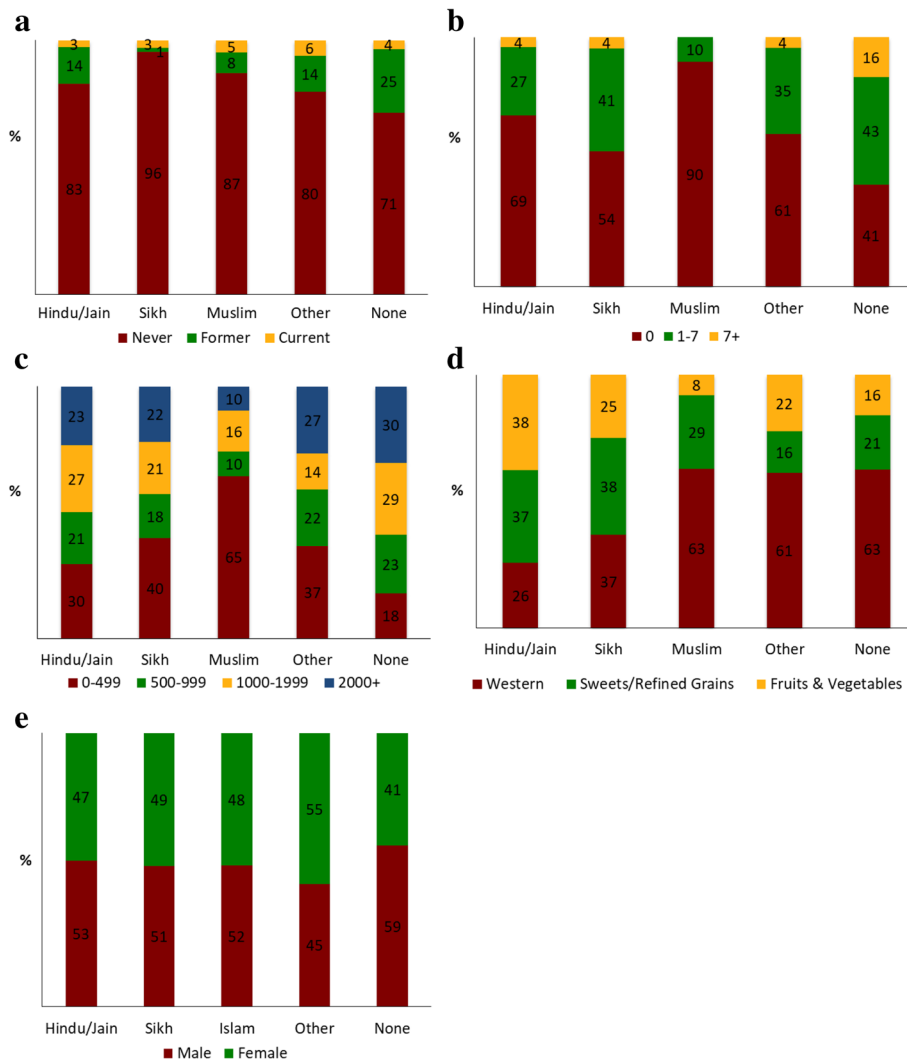 a
3 3 5 6 4
14 1 8 14 25
83 96 87 80 71
%
Hindu/Jain Sikh Muslim Other None
Never Former Current
b
4 4 10 4 16
27 41 35 43
69 54 90 61 41
%
Hindu/Jain Sikh Muslim Other None
0 1-7 7+
c
23 22 10 27 30
27 21 16 14 29
21 18 10 22 23
30 40 65 37 18
%
Hindu/Jain Sikh Muslim Other None
0-499 500-999 1000-1999 2000+
d
38 25 8 22 16
37 38 29 16 21
26 37 63 61 63
%
Hindu/Jain Sikh Muslim Other None
Western Sweets/Refined Grains Fruits & Vegetables
e
47 49 48 55 41
53 51 52 45 59
%
Hindu/Jain Sikh Islam Other None
Male Female